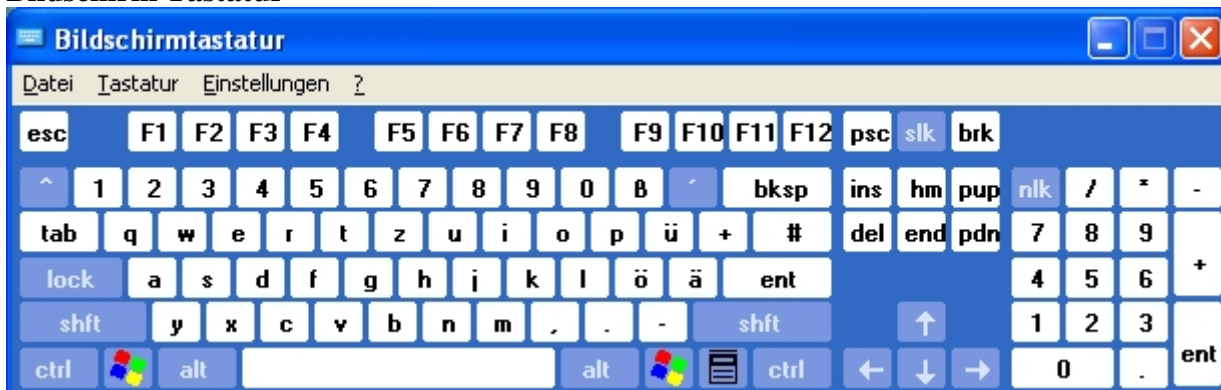 Bildschirmtastatur
Datei Tastatur Einstellungen ?
esc F1 F2 F3 F4 F5 F6 F7 F8 F9 F10 F11 F12 psc slk brk
^ 1 2 3 4 5 6 7 8 9 0 ß ´ bksp ins hm pup nlk / * -
tab q w e r t z u i o p ü + # del end pdn 7 8 9 +
lock a s d f g h j k l ö ä ent 4 5 6
shft y x c v b n m , . - shft ↑ 1 2 3 ent
ctrl alt alt ctrl ← ↓ → 0 .